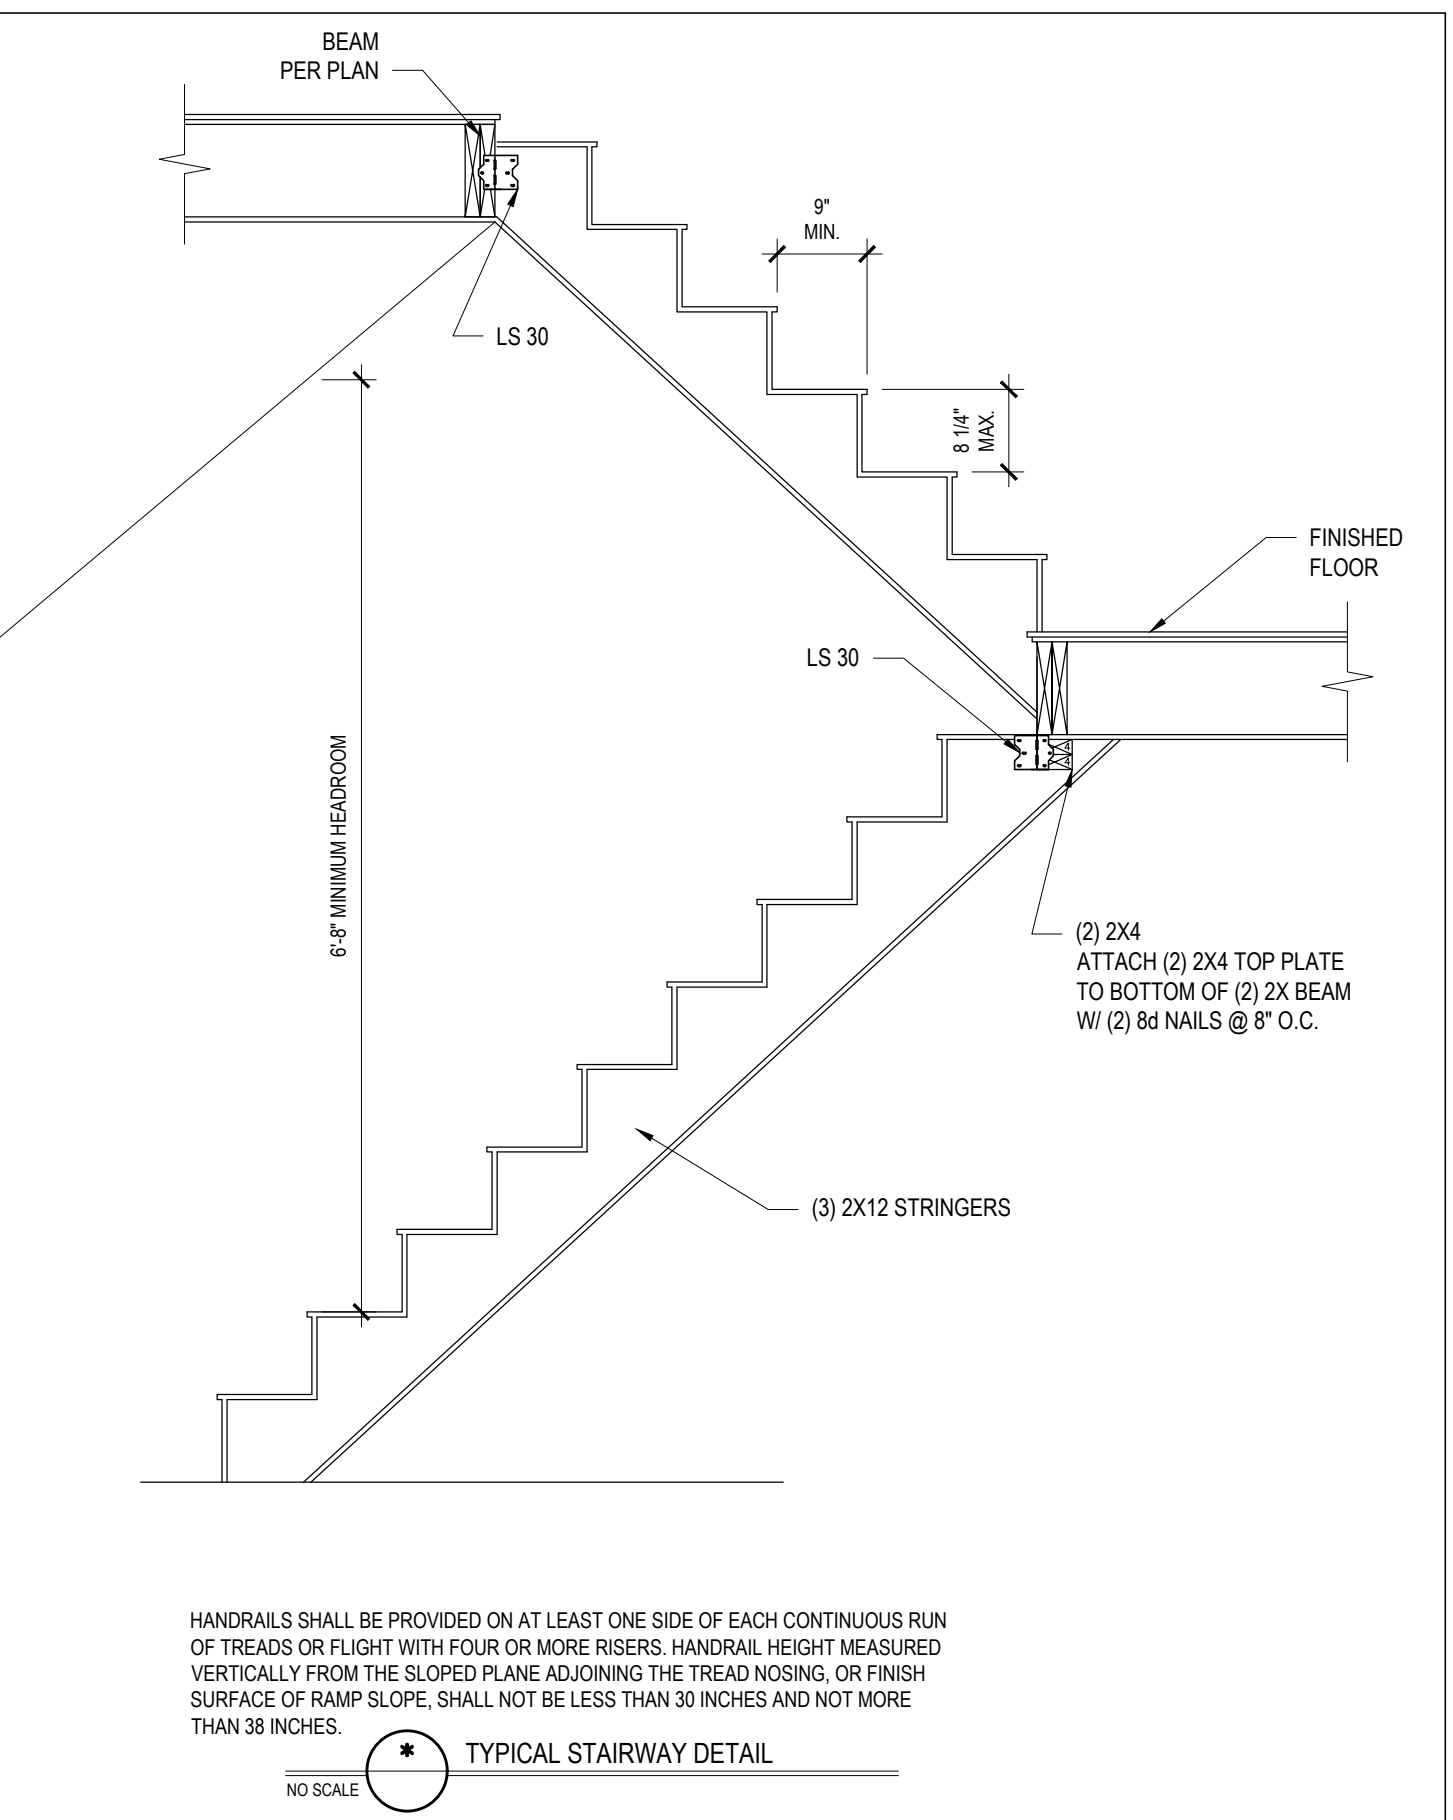 BEAM
PER PLAN
9"
MIN.
LS 30
8 1/4"
MAX.
FINISHED
FLOOR
LS 30
4
4
6'-8" MINIMUM HEADROOM
(2) 2X4
ATTACH (2) 2X4 TOP PLATE
TO BOTTOM OF (2) 2X BEAM
W/ (2) 8d NAILS @ 8" O.C.
(3) 2X12 STRINGERS
HANDRAILS SHALL BE PROVIDED ON AT LEAST ONE SIDE OF EACH CONTINUOUS RUN
OF TREADS OR FLIGHT WITH FOUR OR MORE RISERS. HANDRAIL HEIGHT MEASURED
VERTICALLY FROM THE SLOPED PLANE ADJOINING THE TREAD NOSING, OR FINISH
SURFACE OF RAMP SLOPE, SHALL NOT BE LESS THAN 30 INCHES AND NOT MORE
THAN 38 INCHES.
* TYPICAL STAIRWAY DETAIL
NO SCALE